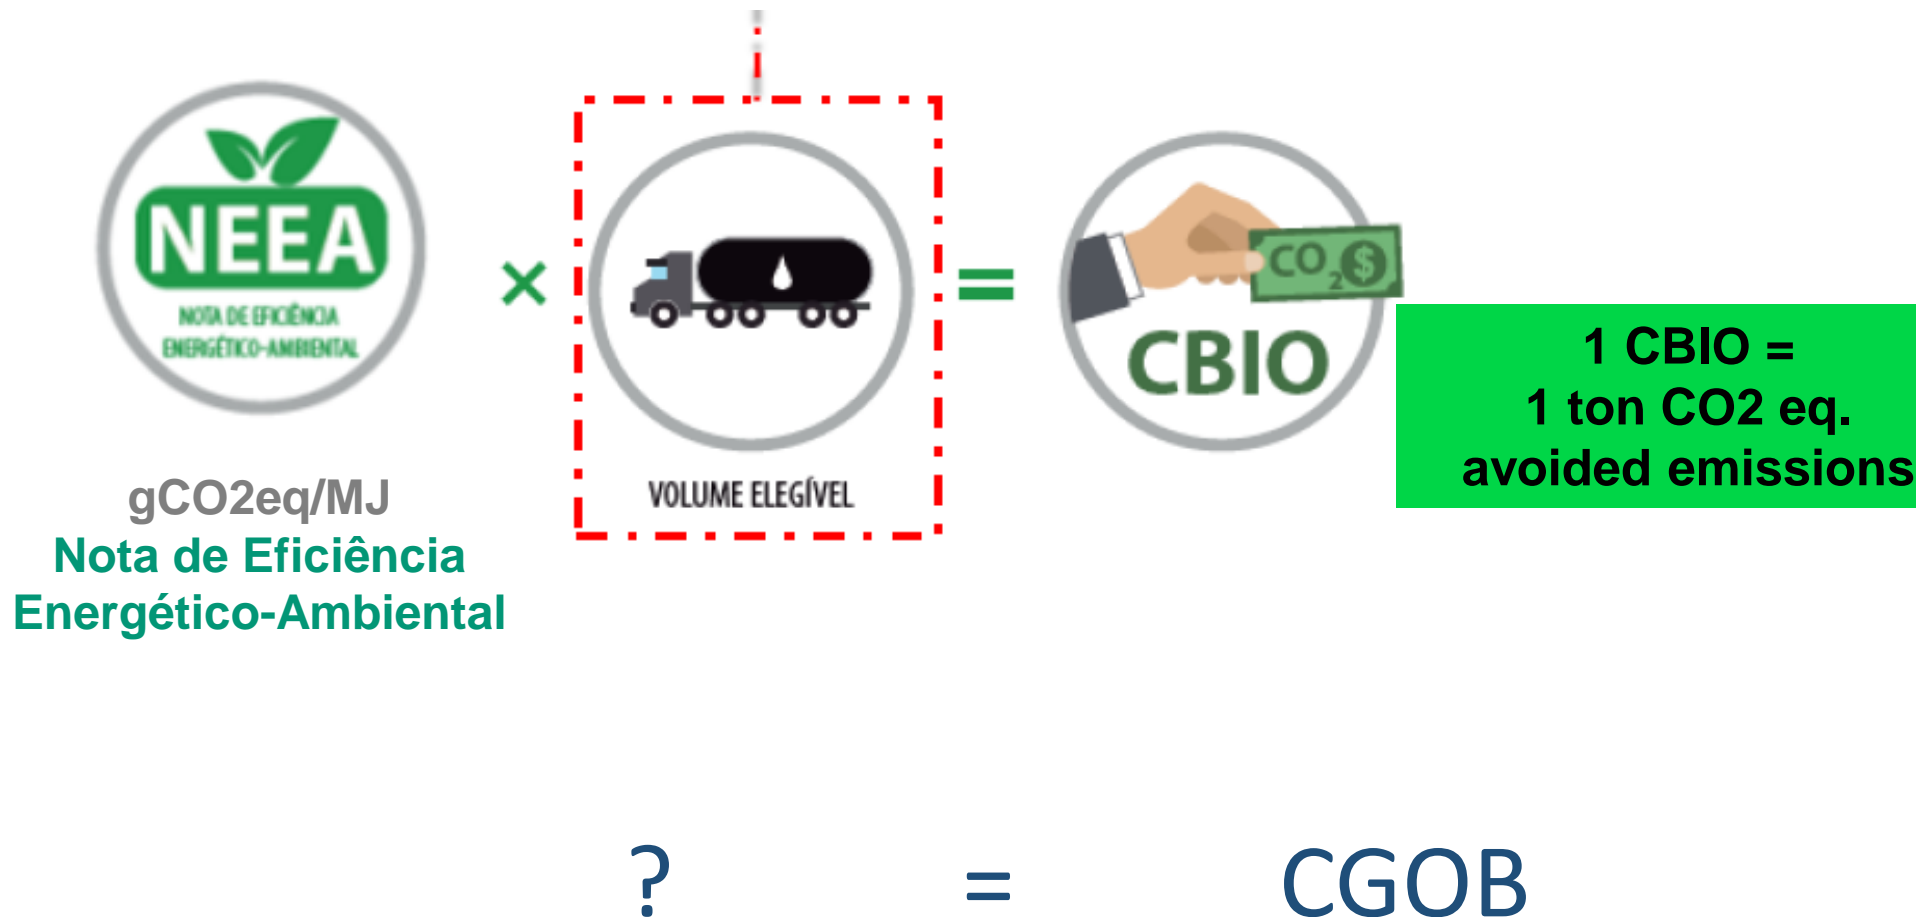 NEEA
NOTA DE EFICIÊNCIA
ENERGÉTICO-AMBIENTAL
gCO2eq/MJ
Nota de Eficiência
Energético-Ambiental
×
VOLUME ELEGÍVEL
=
CO2$
CBIO
1 CBIO =
1 ton CO2 eq.
avoided emissions
? = CGOB